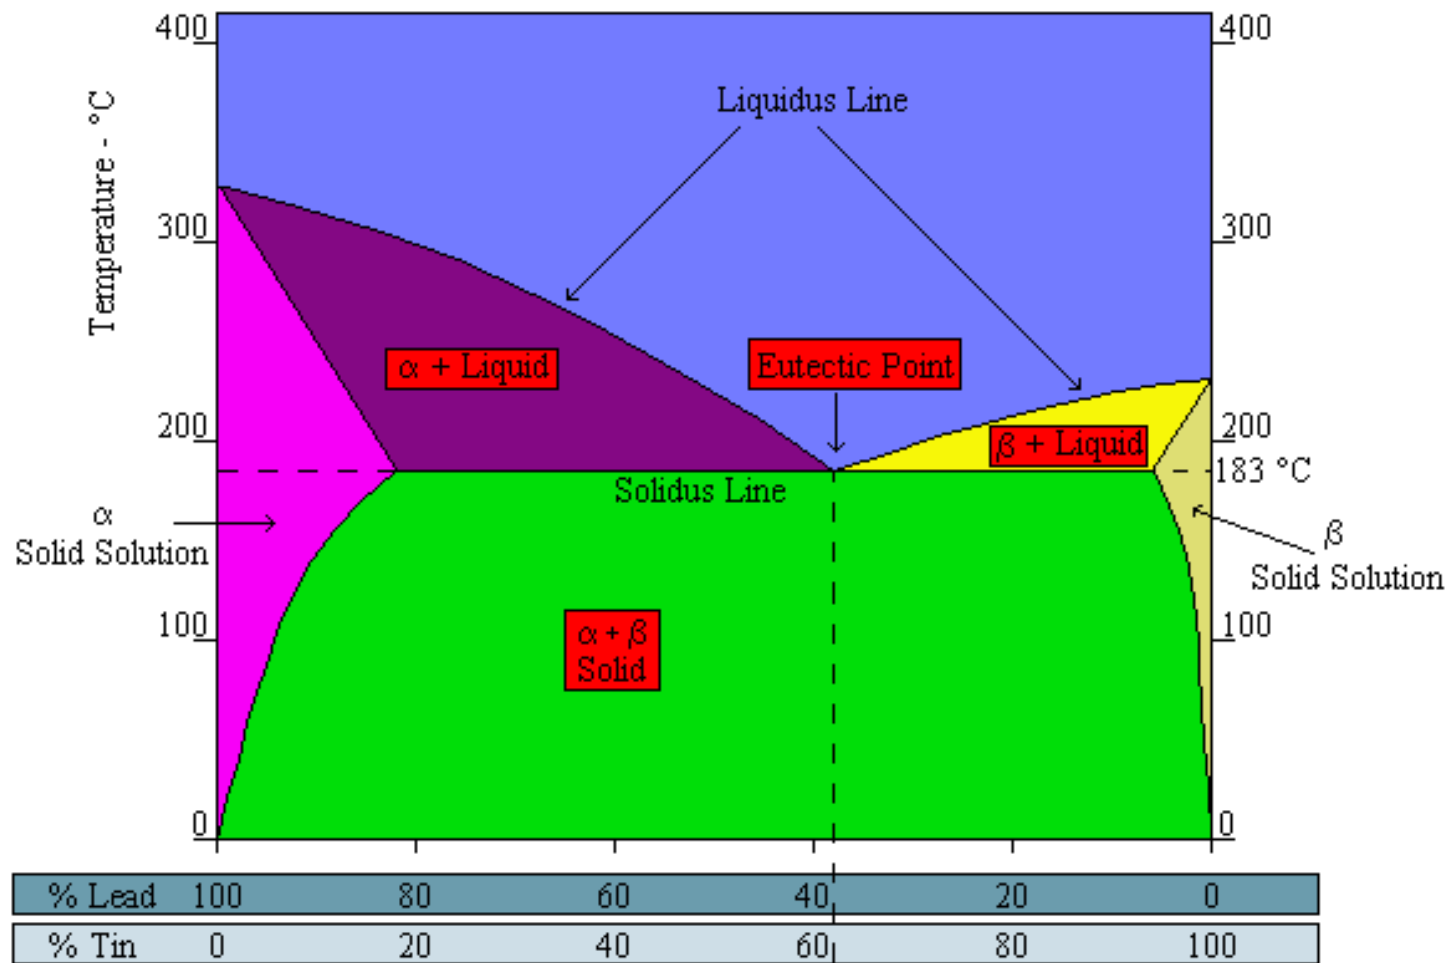 400
400
Liquidus Line
Temperature - °C
300
300
α + Liquid
Eutectic Point
200
β + Liquid
200
183 °C
Solidus Line
α
Solid Solution
β
Solid Solution
100
α + β
Solid
100
0
0
% Lead 100 80 60 40 20 0
% Tin 0 20 40 60 80 100